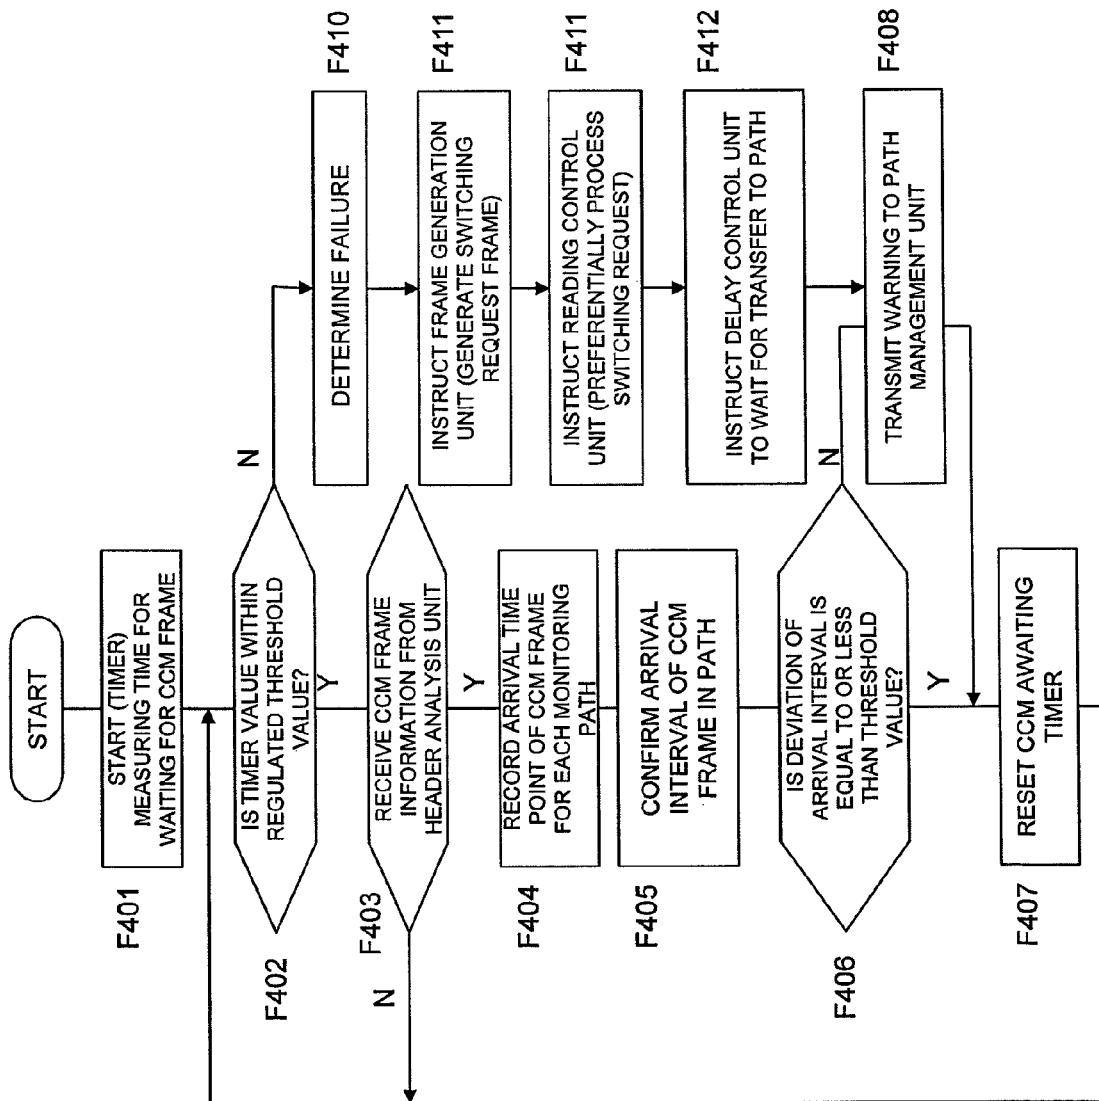 START
START (TIMER)
MEASURING TIME FOR
WAITING FOR CCM FRAME
F401
IS TIMER VALUE WITHIN
REGULATED THRESHOLD
VALUE?
F402
N
Y
RECEIVE CCM FRAME
INFORMATION FROM
HEADER ANALYSIS UNIT
F403
N
Y
RECORD ARRIVAL TIME
POINT OF CCM FRAME
FOR EACH MONITORING
PATH
F404
CONFIRM ARRIVAL
INTERVAL OF CCM
FRAME IN PATH
F405
IS DEVIATION OF
ARRIVAL INTERVAL IS
EQUAL TO OR LESS
THAN THRESHOLD
VALUE?
F406
N
Y
RESET CCM AWAITING
TIMER
F407
DETERMINE FAILURE
F410
INSTRUCT FRAME GENERATION
UNIT (GENERATE SWITCHING
REQUEST FRAME)
F411
INSTRUCT READING CONTROL
UNIT (PREFERENTIALLY PROCESS
SWITCHING REQUEST)
F411
INSTRUCT DELAY CONTROL UNIT
TO WAIT FOR TRANSFER TO PATH
F412
TRANSMIT WARNING TO PATH
MANAGEMENT UNIT
F408